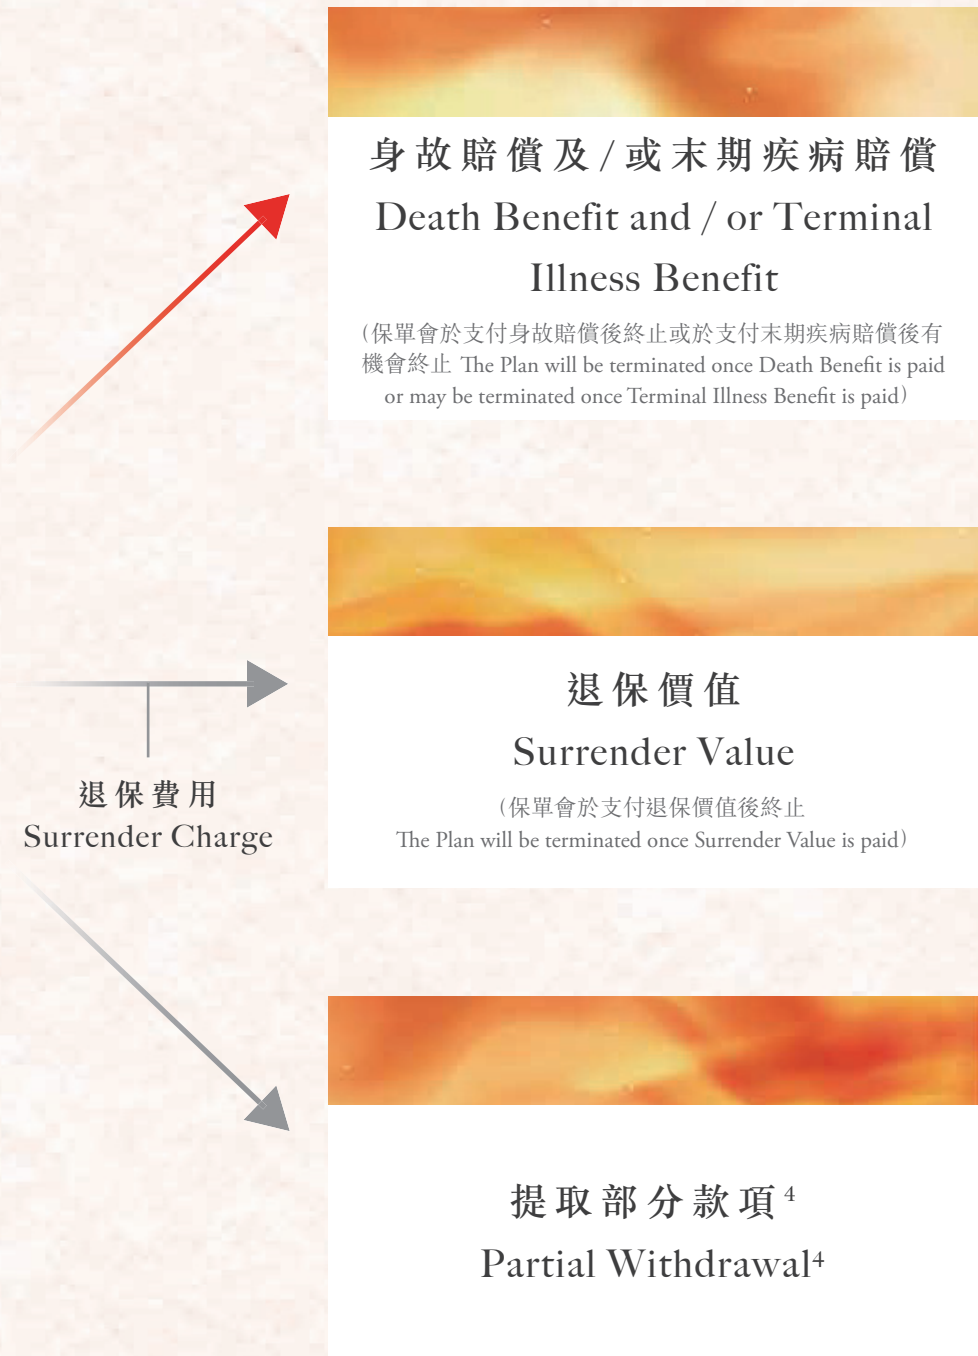 身故賠償及/或末期疾病賠償
Death Benefit and / or Terminal
Illness Benefit
(保單會於支付身故賠償後終止或於支付末期疾病賠償後有
機會終止 The Plan will be terminated once Death Benefit is paid
or may be terminated once Terminal Illness Benefit is paid)
退保價值
Surrender Value
(保單會於支付退保價值後終止
The Plan will be terminated once Surrender Value is paid)
退保費用
Surrender Charge
提取部分款項⁴
Partial Withdrawal⁴